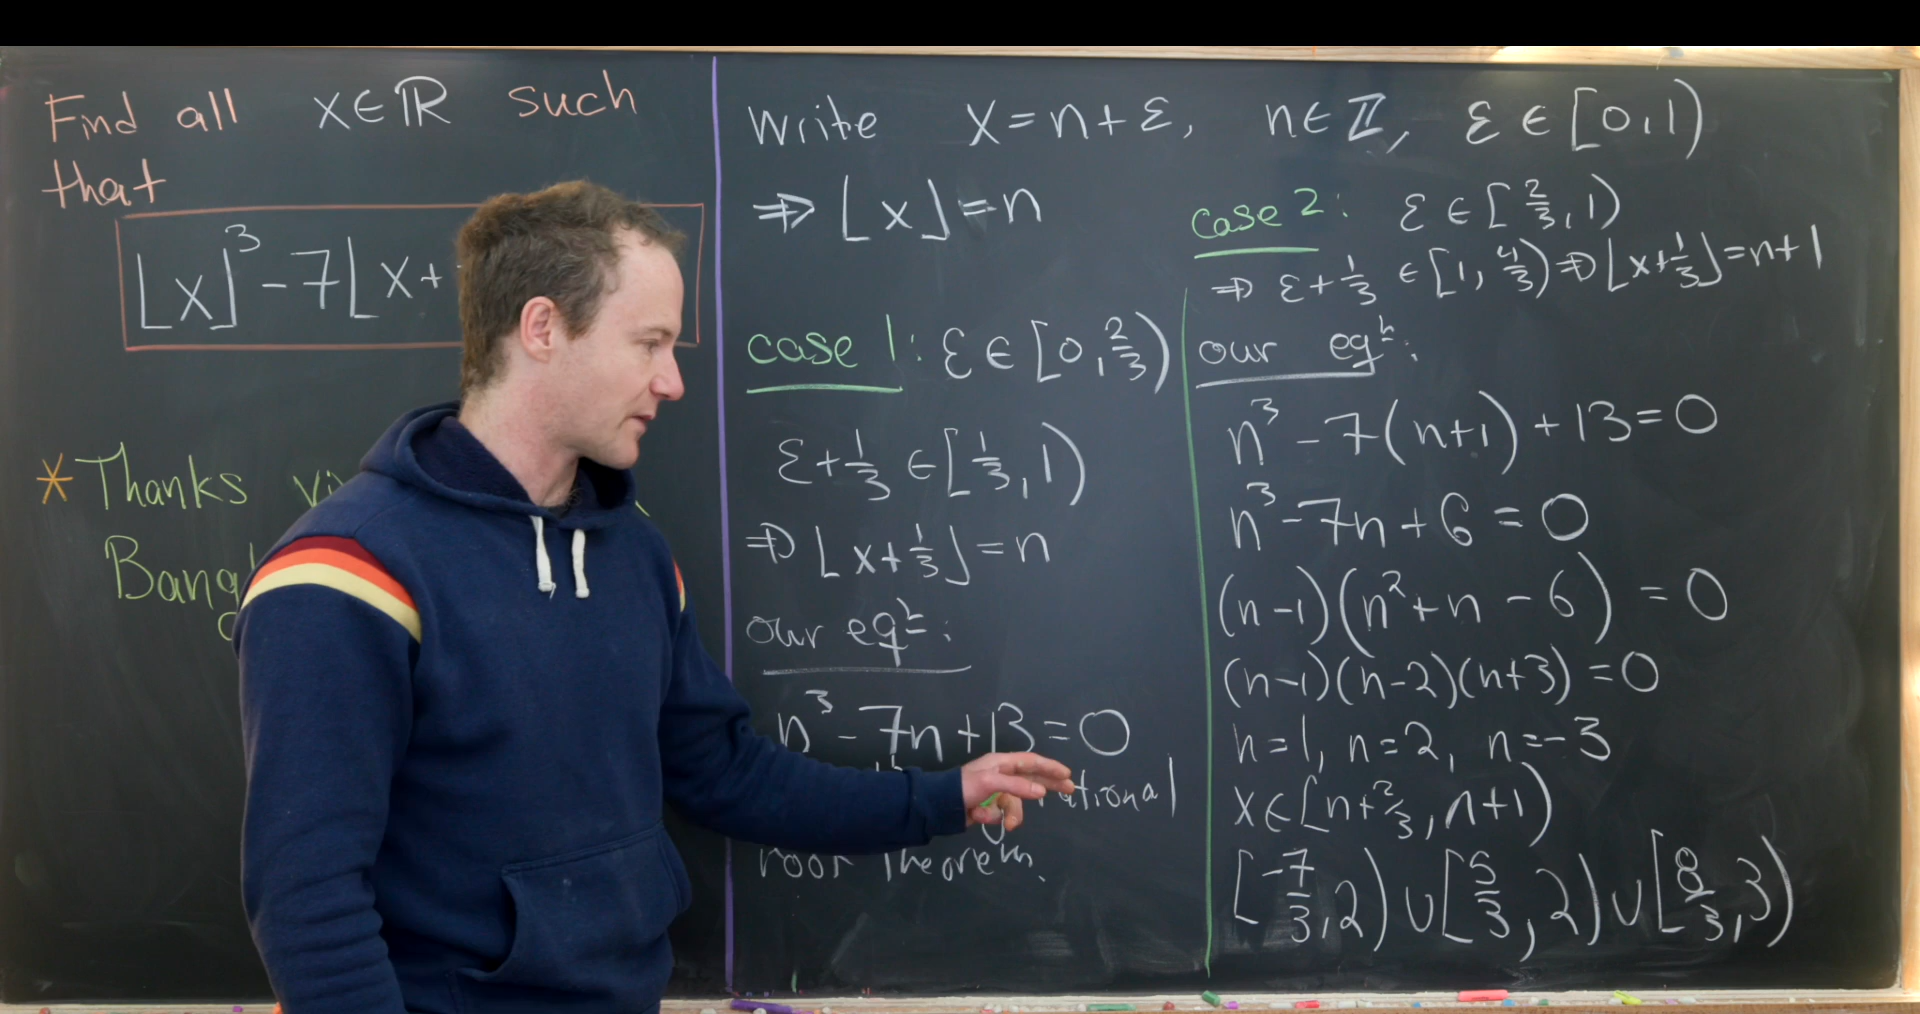 Find all x∈ℝ such
that
⌊x⌋³ - 7⌊x+
* Thanks
write x=n+ε, n∈ℤ, ε∈[0,1)
⇒ ⌊x⌋=n
case 1: ε∈[0,2/3)
ε+1/3 ∈[1/3,1)
⇒ ⌊x+1/3⌋=n
our eqn:
n³ - 7n +13=0
rational
root theorem.
case 2: ε∈[2/3,1)
⇒ ε+1/3 ∈[1,4/3) ⇒ ⌊x+1/3⌋=n+1
our eqn:
n³ - 7(n+1) +13=0
n³ - 7n + 6 = 0
(n-1)(n²+n-6) = 0
(n-1)(n-2)(n+3) = 0
n=1, n=2, n=-3
x∈[n+2/3, n+1)
[-7/3,2) ∪ [5/3,2) ∪ [8/3,3)